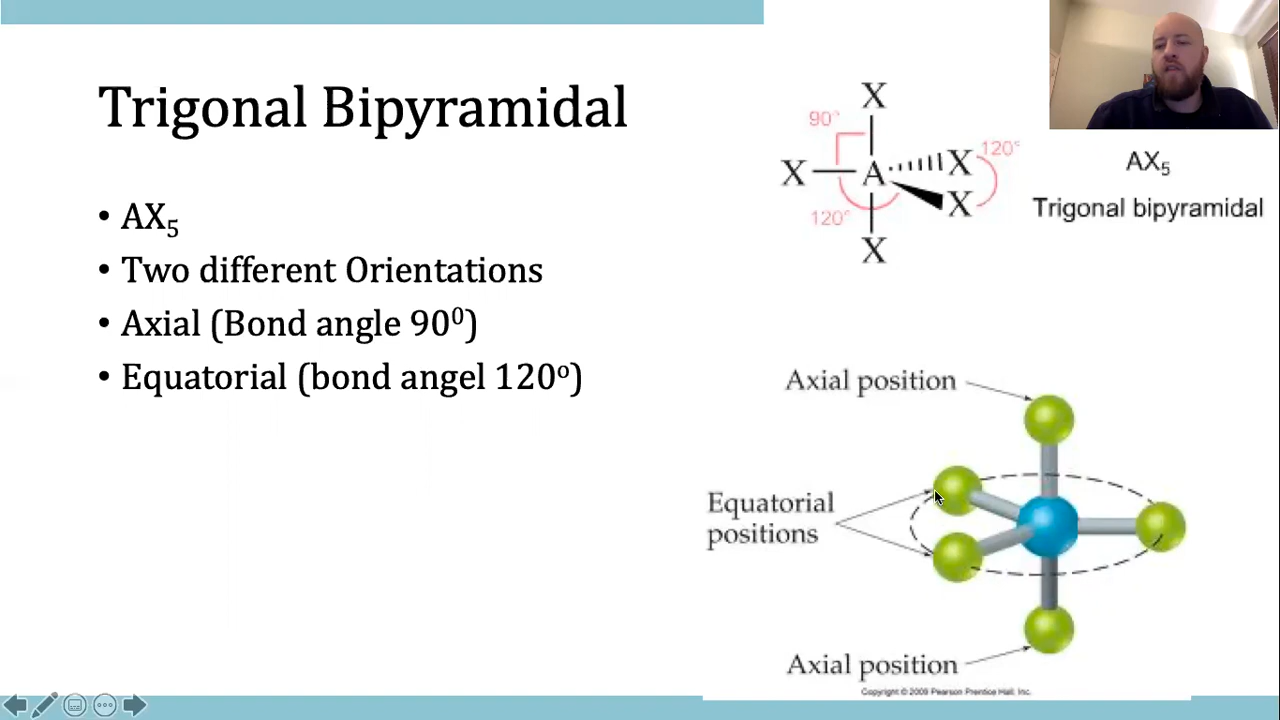 Trigonal Bipyramidal
• AX₅
• Two different Orientations
• Axial (Bond angle 90⁰)
• Equatorial (bond angel 120ᵒ)
X
90°
X
A
X
120°
120°
X
X
AX₅
Trigonal bipyramidal
Axial position
Equatorial
positions
Axial position
Copyright © 2009 Pearson Prentice Hall, Inc.